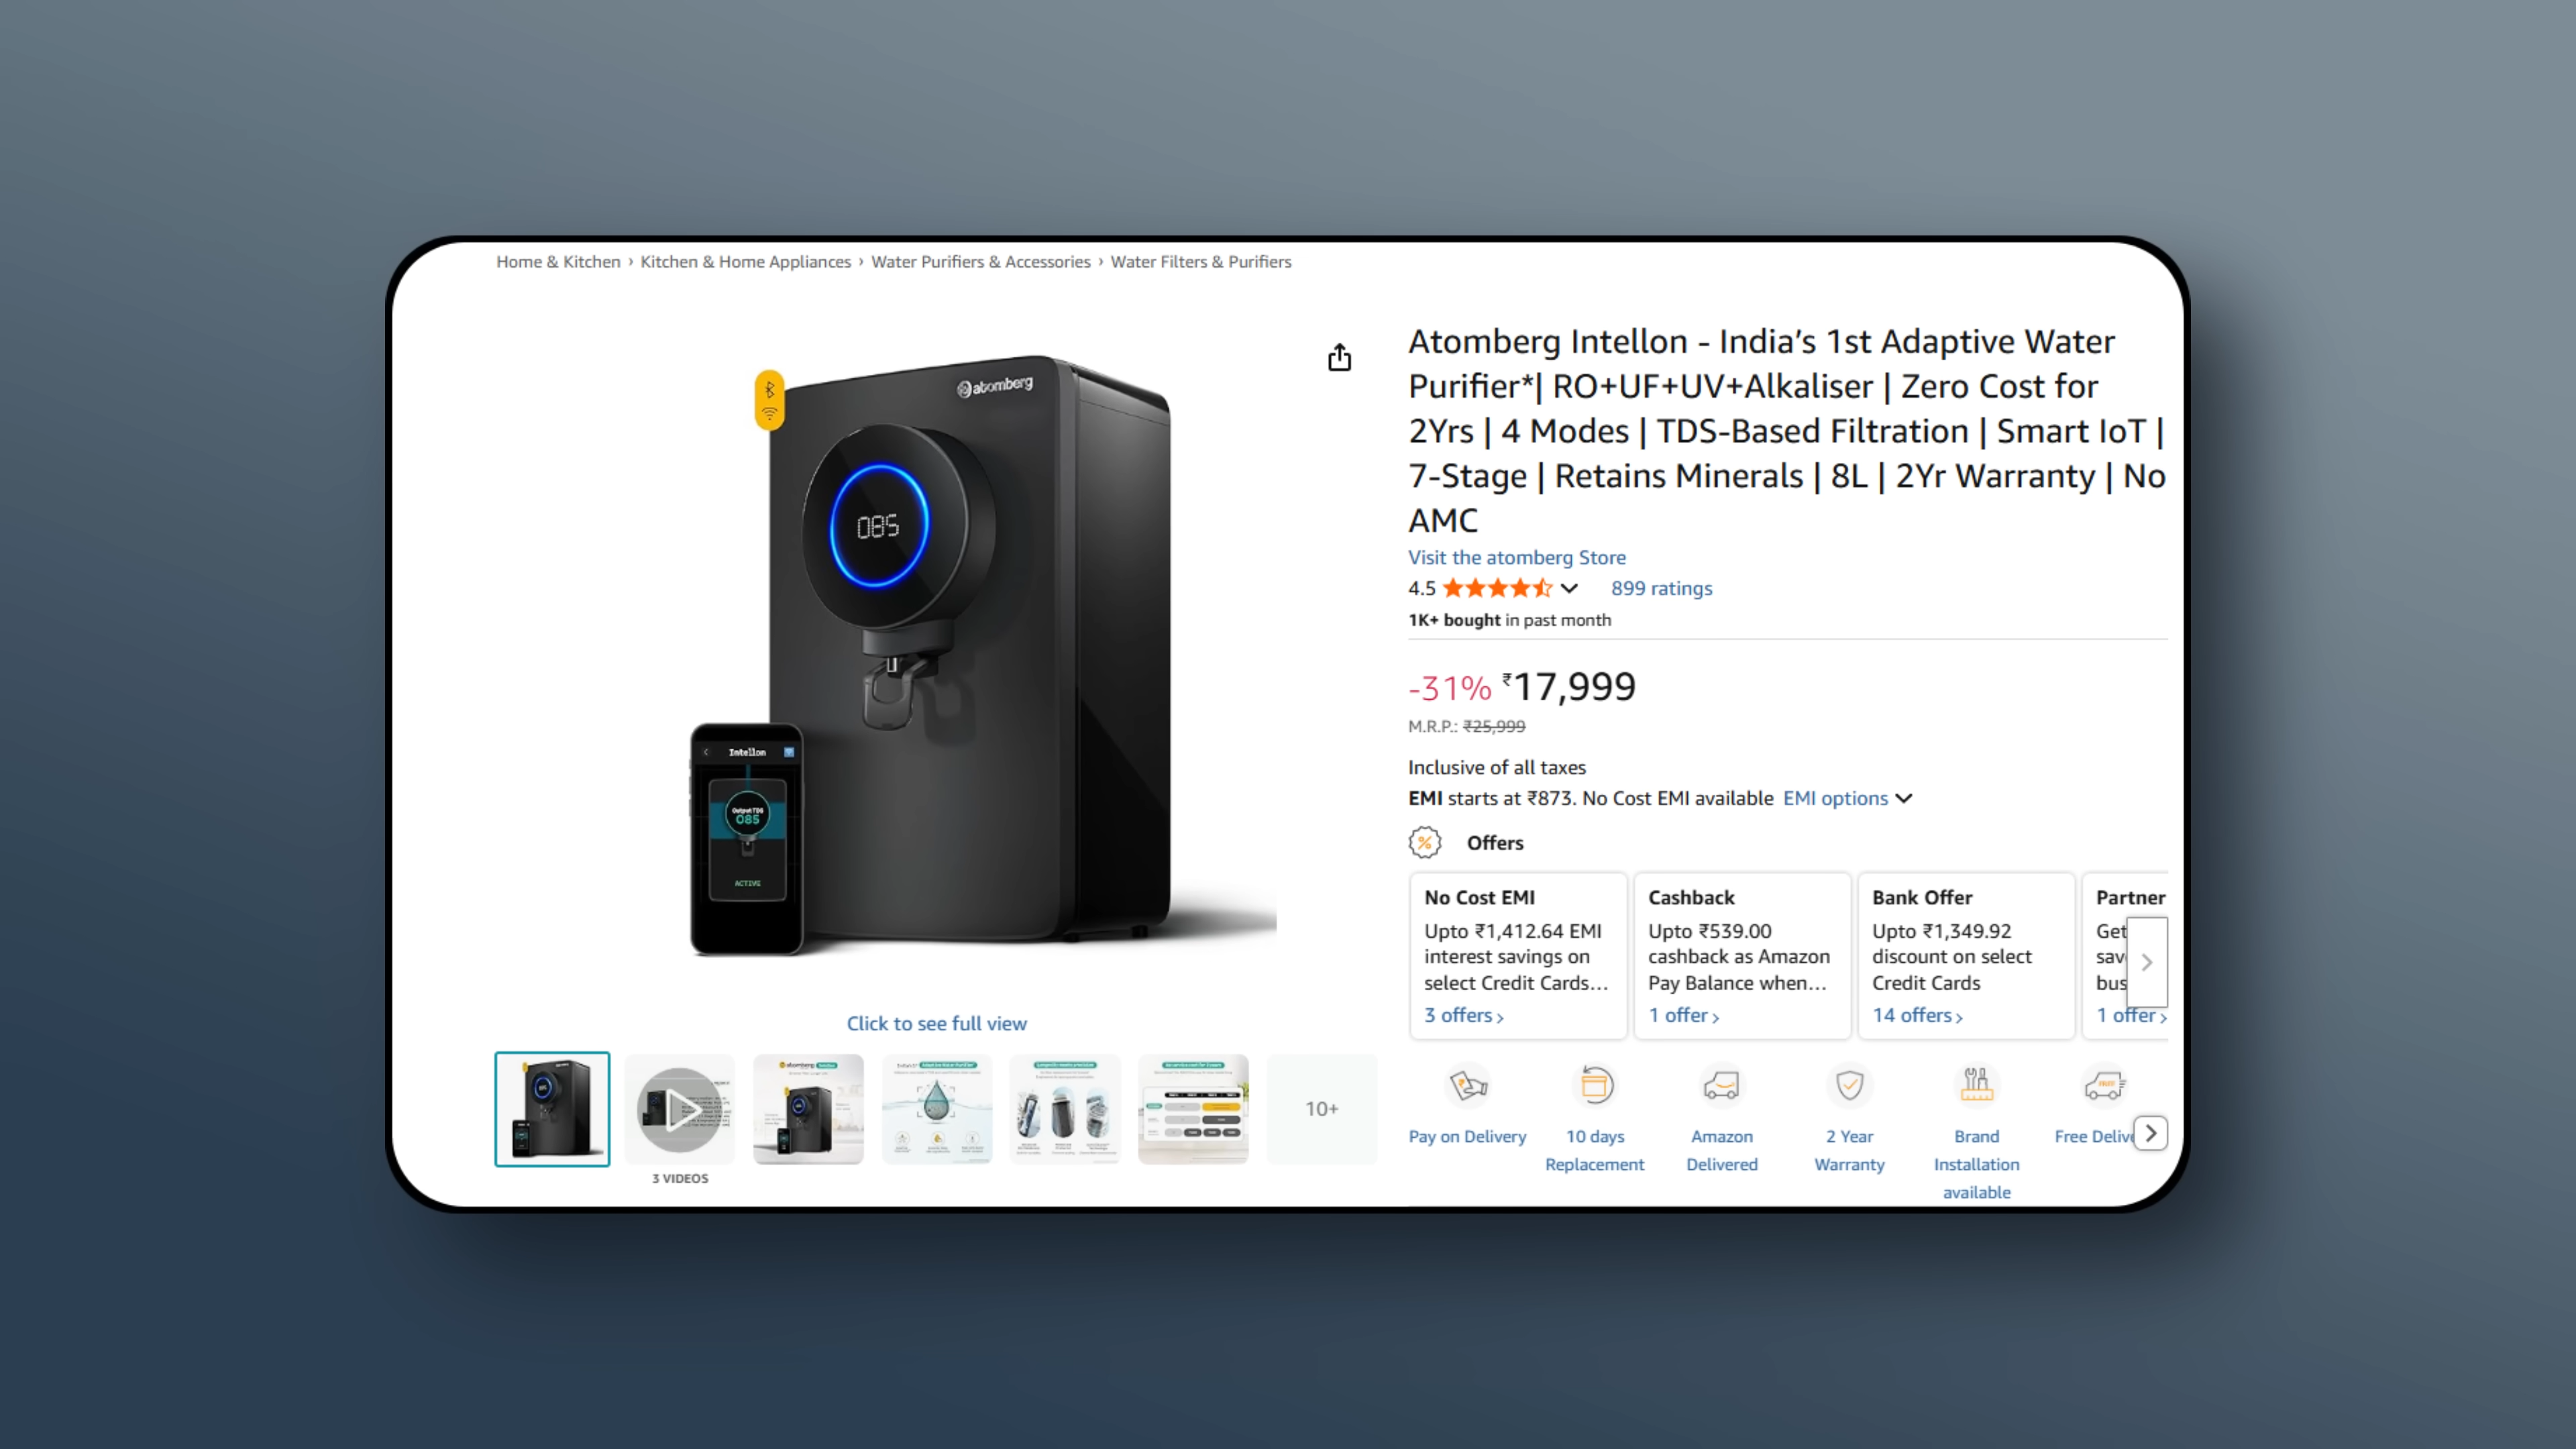 Home & Kitchen › Kitchen & Home Appliances › Water Purifiers & Accessories › Water Filters & Purifiers
atomberg
085
Intellon
Output TDS
085
ACTIVE
Click to see full view
10+
3 VIDEOS
Atomberg Intellon - India’s 1st Adaptive Water
Purifier*| RO+UF+UV+Alkaliser | Zero Cost for
2Yrs | 4 Modes | TDS-Based Filtration | Smart IoT |
7-Stage | Retains Minerals | 8L | 2Yr Warranty | No
AMC
Visit the atomberg Store
4.5 899 ratings
1K+ bought in past month
-31% ₹17,999
M.R.P.: ₹25,999
Inclusive of all taxes
EMI starts at ₹873. No Cost EMI available EMI options
Offers
No Cost EMI
Upto ₹1,412.64 EMI
interest savings on
select Credit Cards…
3 offers ›
Cashback
Upto ₹539.00
cashback as Amazon
Pay Balance when…
1 offer ›
Bank Offer
Upto ₹1,349.92
discount on select
Credit Cards
14 offers ›
Partner
Get
sav
bus
1 offer ›
Pay on Delivery
10 days
Replacement
Amazon
Delivered
2 Year
Warranty
Brand
Installation
available
Free Delive